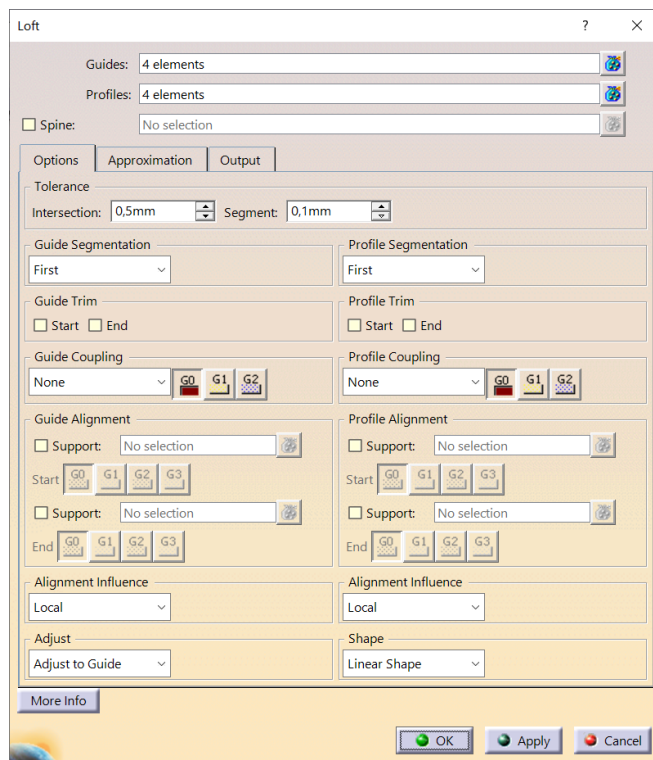 Loft ? ×
Guides: 4 elements
Profiles: 4 elements
Spine: No selection
Options Approximation Output
Tolerance
Intersection: 0,5mm Segment: 0,1mm
Guide Segmentation Profile Segmentation
First First
Guide Trim Profile Trim
Start End Start End
Guide Coupling Profile Coupling
None G0 G1 G2 None G0 G1 G2
Guide Alignment Profile Alignment
Support: No selection Support: No selection
Start G0 G1 G2 G3 Start G0 G1 G2 G3
Support: No selection Support: No selection
End G0 G1 G2 G3 End G0 G1 G2 G3
Alignment Influence Alignment Influence
Local Local
Adjust Shape
Adjust to Guide Linear Shape
More Info
OK Apply Cancel